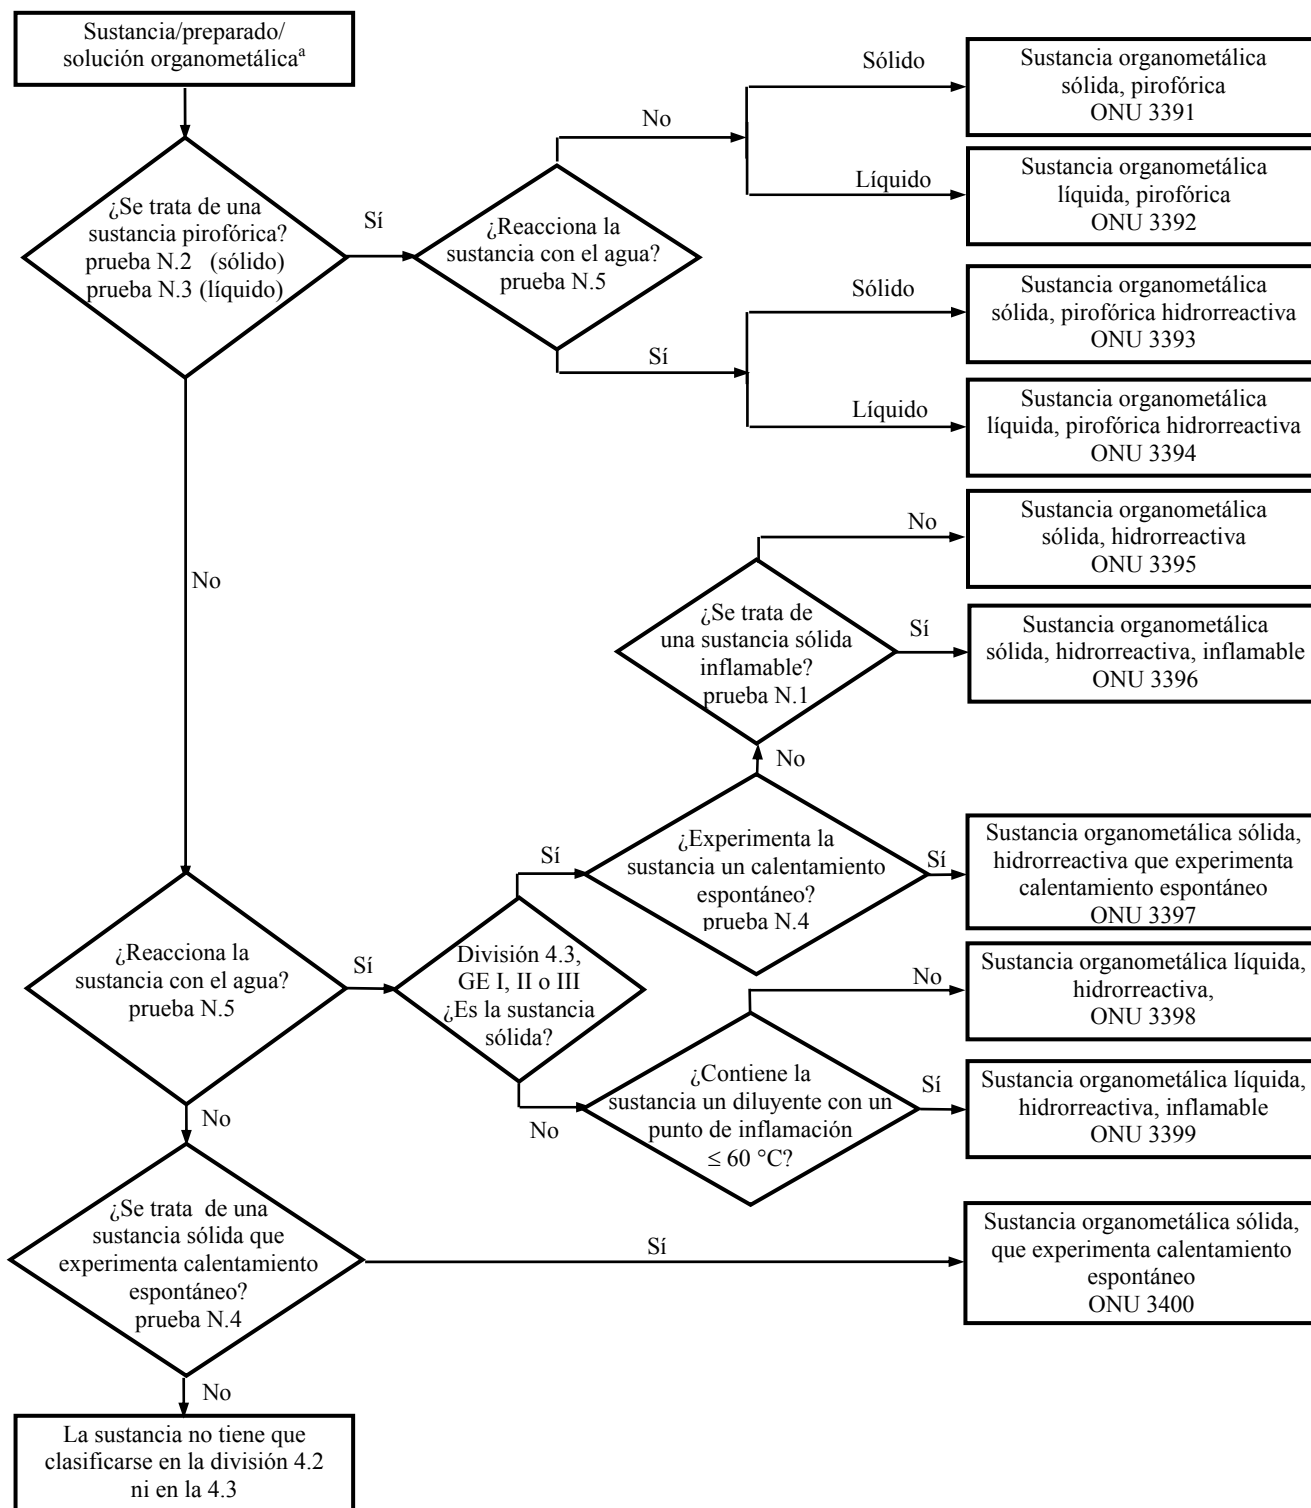 Sustancia/preparado/
solución organometálicaª
¿Se trata de una
sustancia pirofórica?
prueba N.2 (sólido)
prueba N.3 (líquido)
Sí
No
¿Reacciona la
sustancia con el agua?
prueba N.5
No
Sólido
Sustancia organometálica
sólida, pirofórica
ONU 3391
Líquido
Sustancia organometálica
líquida, pirofórica
ONU 3392
Sí
Sólido
Sustancia organometálica
sólida, pirofórica hidrorreactiva
ONU 3393
Líquido
Sustancia organometálica
líquida, pirofórica hidrorreactiva
ONU 3394
No
Sustancia organometálica
sólida, hidrorreactiva
ONU 3395
¿Se trata de
una sustancia sólida
inflamable?
prueba N.1
Sí
Sustancia organometálica
sólida, hidrorreactiva, inflamable
ONU 3396
No
¿Experimenta la
sustancia un calentamiento
espontáneo?
prueba N.4
Sí
Sustancia organometálica sólida,
hidrorreactiva que experimenta
calentamiento espontáneo
ONU 3397
Sí
¿Reacciona la
sustancia con el agua?
prueba N.5
Sí
División 4.3,
GE I, II o III
¿Es la sustancia
sólida?
No
Sustancia organometálica líquida,
hidrorreactiva,
ONU 3398
No
¿Contiene la
sustancia un diluyente con un
punto de inflamación
≤ 60 °C?
Sí
Sustancia organometálica líquida,
hidrorreactiva, inflamable
ONU 3399
No
¿Se trata de una
sustancia sólida que
experimenta calentamiento
espontáneo?
prueba N.4
Sí
Sustancia organometálica sólida,
que experimenta calentamiento
espontáneo
ONU 3400
No
La sustancia no tiene que
clasificarse en la división 4.2
ni en la 4.3